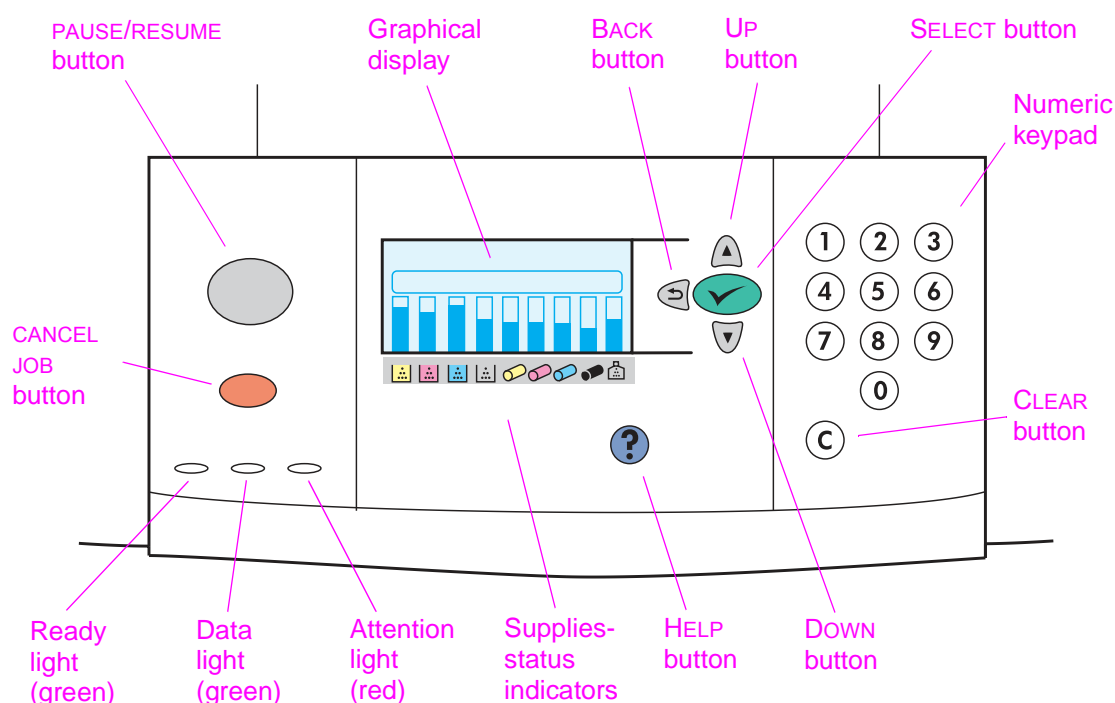 PAUSE/RESUME
button
Graphical
display
BACK
button
UP
button
SELECT button
Numeric
keypad
1 2 3
4 5 6
7 8 9
0
C
CANCEL
JOB
button
?
CLEAR
button
Ready
light
(green)
Data
light
(green)
Attention
light
(red)
Supplies-
status
indicators
HELP
button
DOWN
button